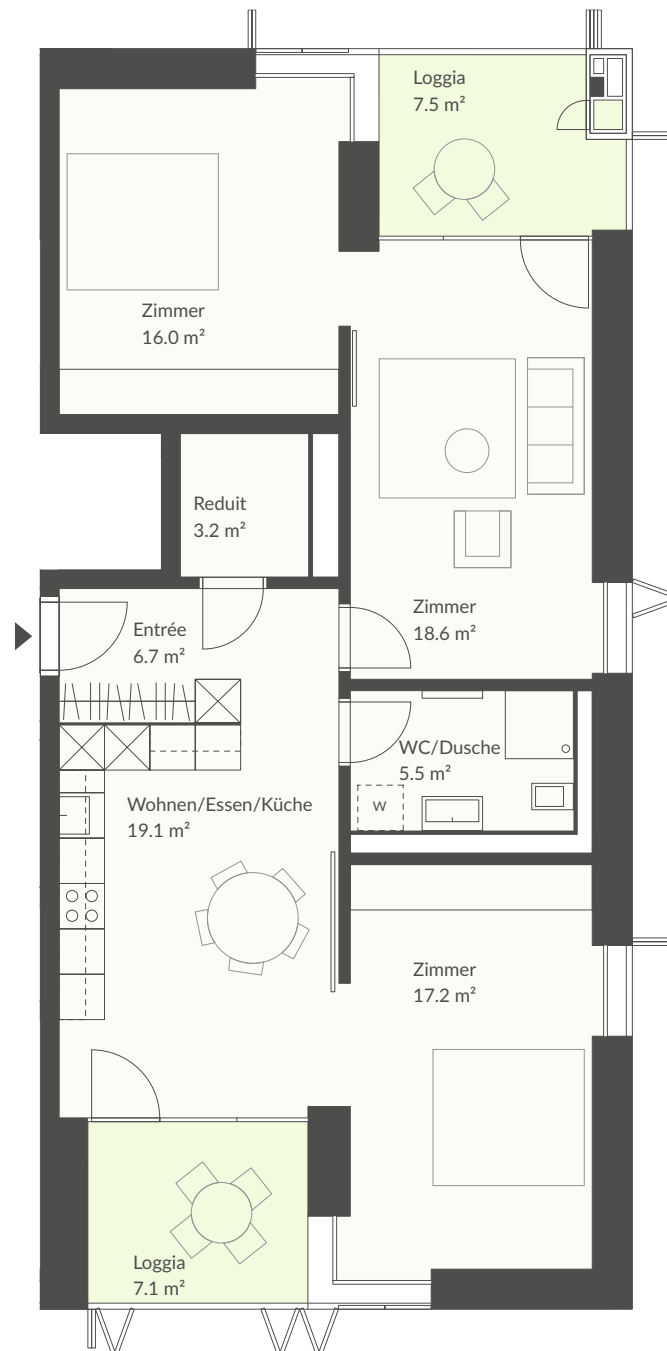 Loggia
7.5 m²
Zimmer
16.0 m²
Reduit
3.2 m²
Zimmer
18.6 m²
Entrée
6.7 m²
WC/Dusche
5.5 m²
W
Wohnen/Essen/Küche
19.1 m²
Zimmer
17.2 m²
Loggia
7.1 m²